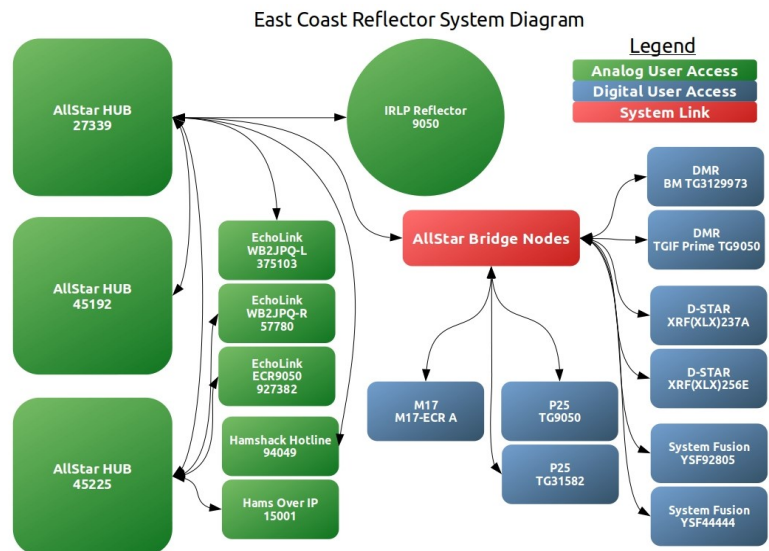 East Coast Reflector System Diagram
Legend
Analog User Access
Digital User Access
System Link
AllStar HUB
27339
IRLP Reflector
9050
AllStar HUB
45192
AllStar HUB
45225
EchoLink
WB2JPQ-L
375103
EchoLink
WB2JPQ-R
57780
EchoLink
ECR9050
927382
Hamshack Hotline
94049
Hams Over IP
15001
AllStar Bridge Nodes
M17
M17-ECR A
P25
TG9050
P25
TG31582
DMR
BM TG3129973
DMR
TGIF Prime TG9050
D-STAR
XRF(XLX)237A
D-STAR
XRF(XLX)256E
System Fusion
YSF92805
System Fusion
YSF44444